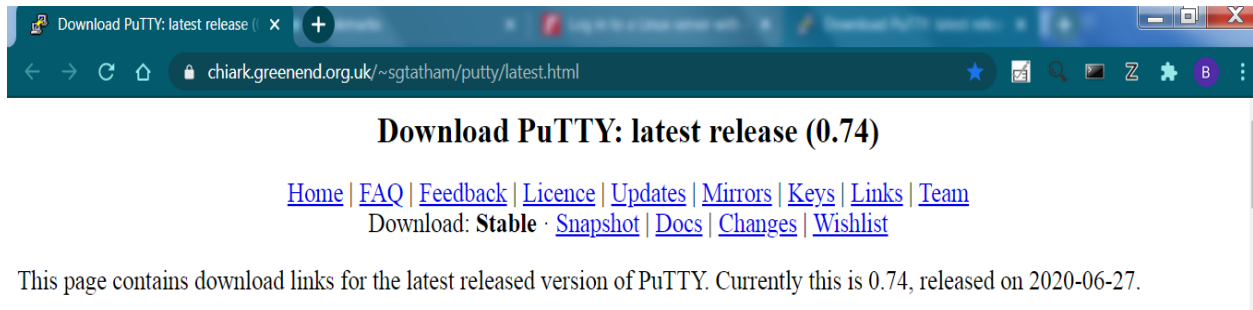 Download PuTTY: latest release (
chiark.greenend.org.uk/~sgtatham/putty/latest.html
Z
B
Download PuTTY: latest release (0.74)
Home | FAQ | Feedback | Licence | Updates | Mirrors | Keys | Links | Team
Download: Stable · Snapshot | Docs | Changes | Wishlist
This page contains download links for the latest released version of PuTTY. Currently this is 0.74, released on 2020-06-27.